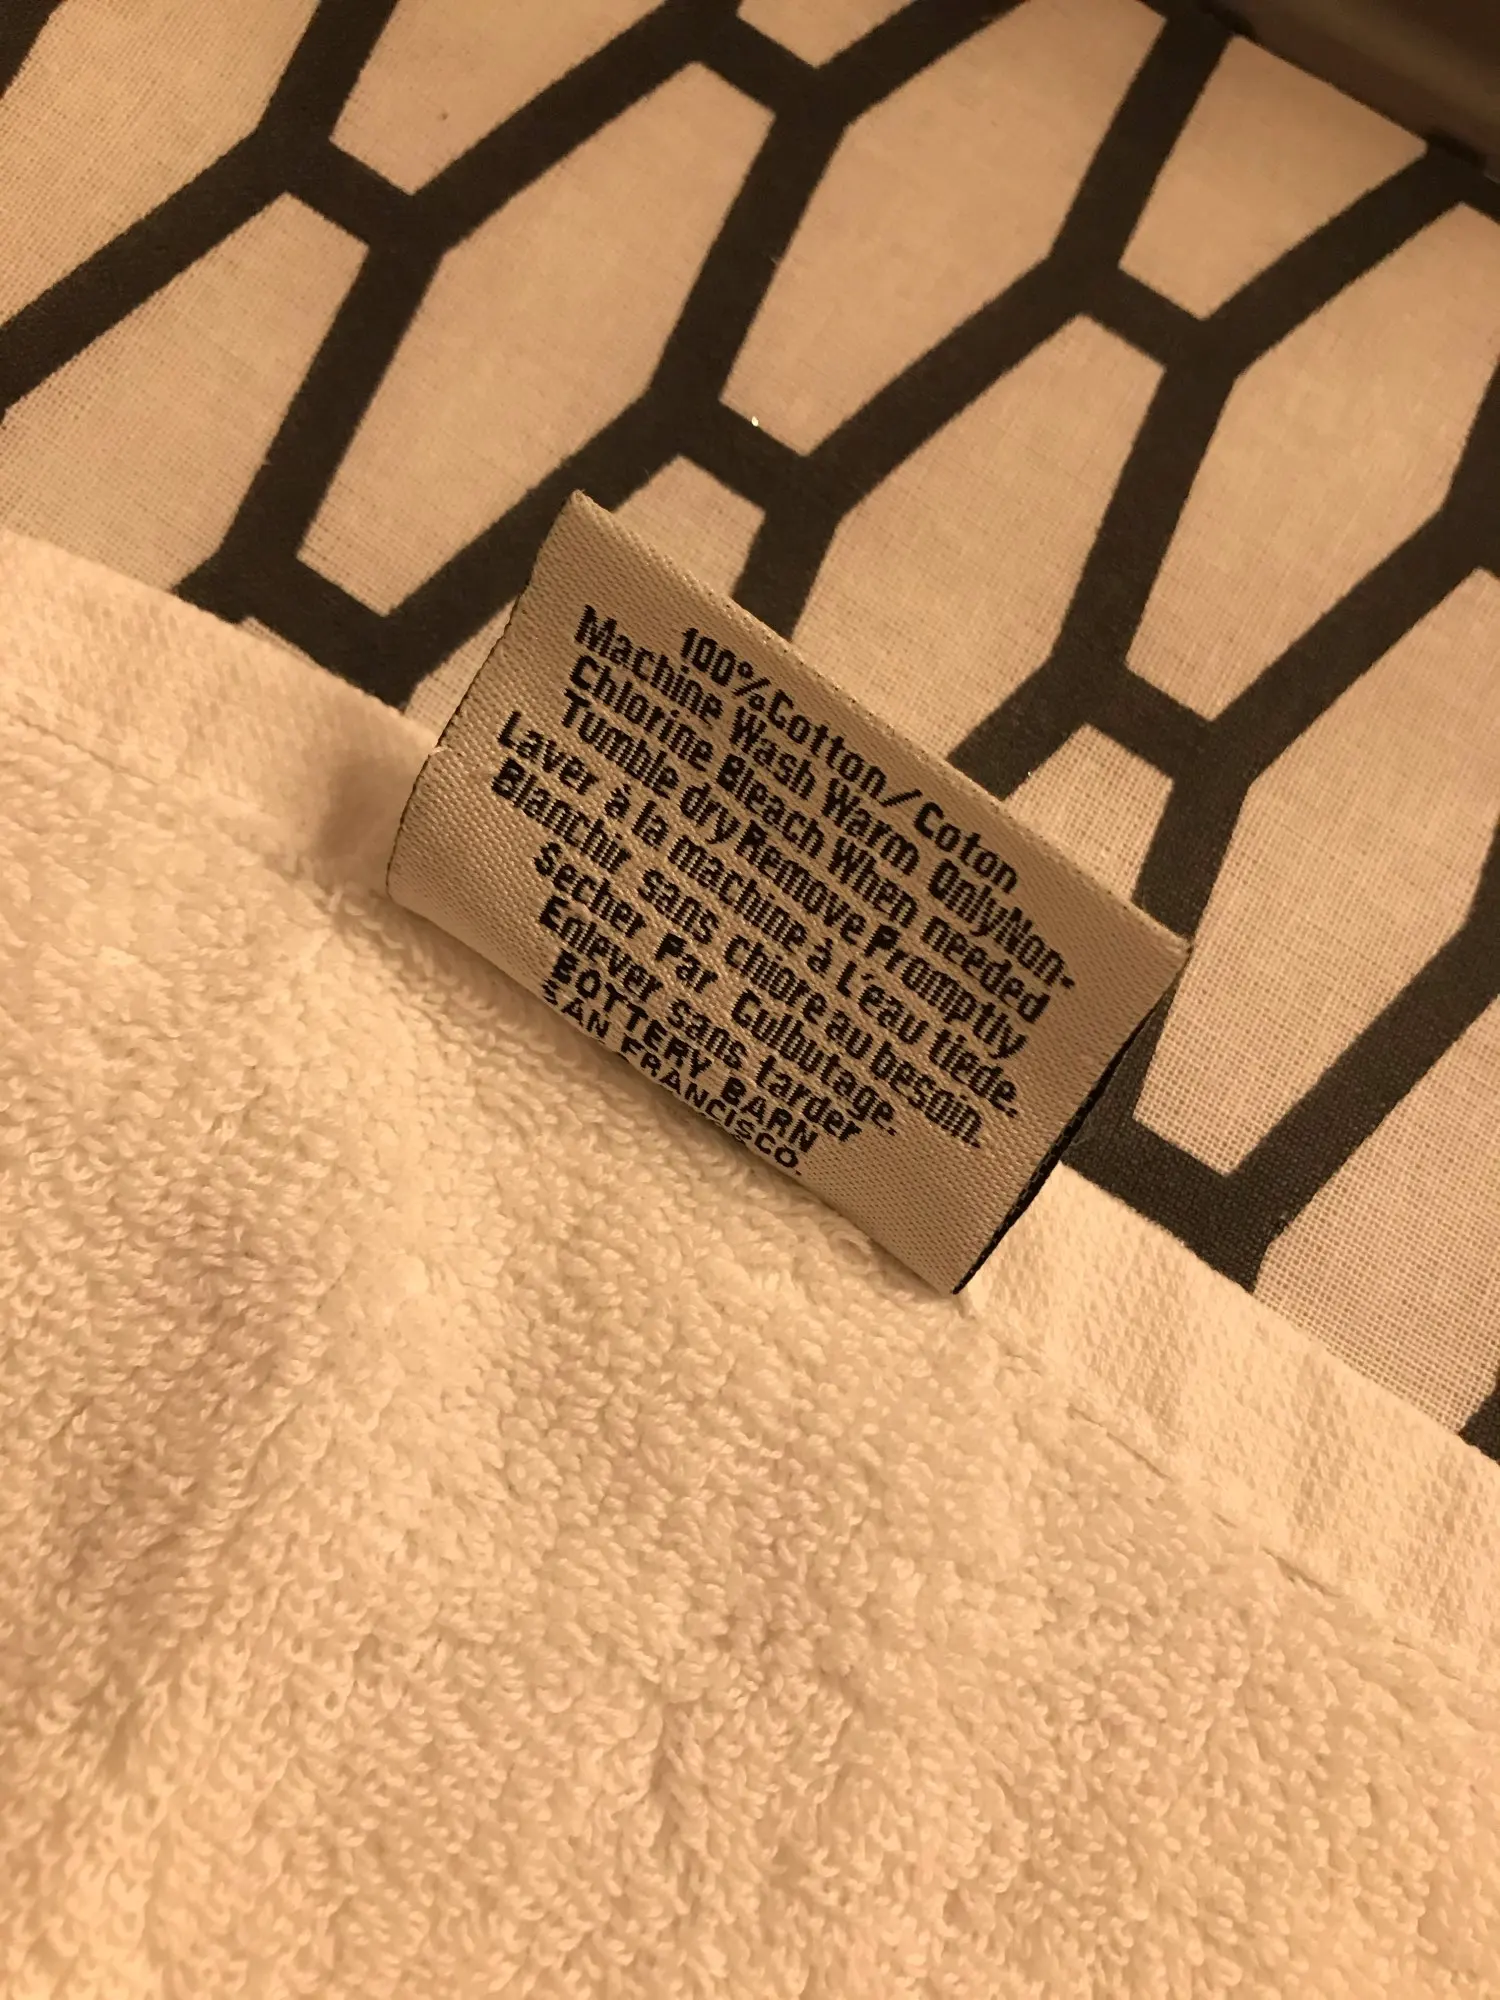 100% Cotton/Coton
Machine Wash Warm OnlyNon-
Chlorine Bleach When needed
Tumble dry Remove Promptly
Laver à la machine à L'eau tiede.
Blanchir sans chlore au besoin.
Secher Par Culbutage.
Enlever sans tarder
POTTERY BARN
SAN FRANCISCO.